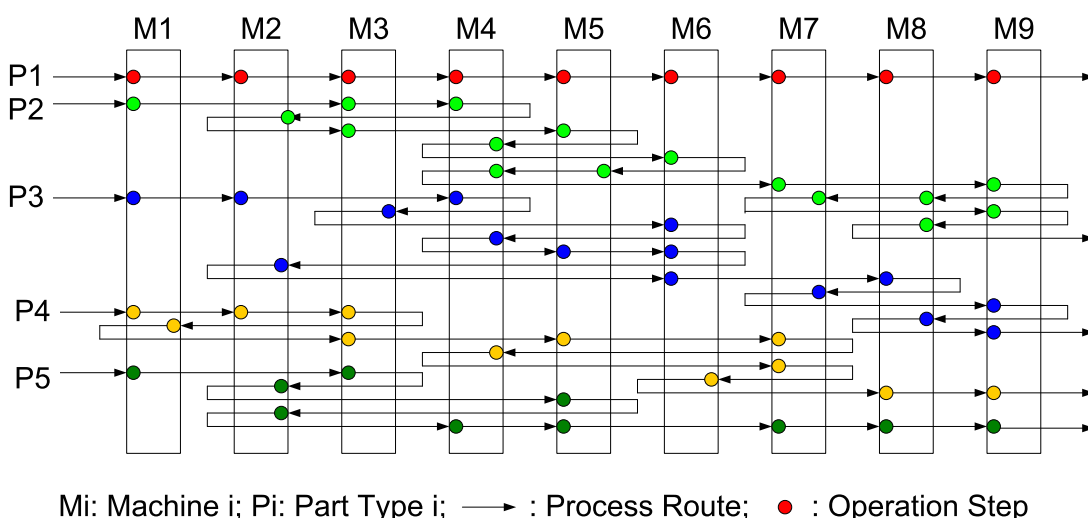 M1 M2 M3 M4 M5 M6 M7 M8 M9
P1
P2
P3
P4
P5
Mi: Machine i; Pi: Part Type i; : Process Route; : Operation Step